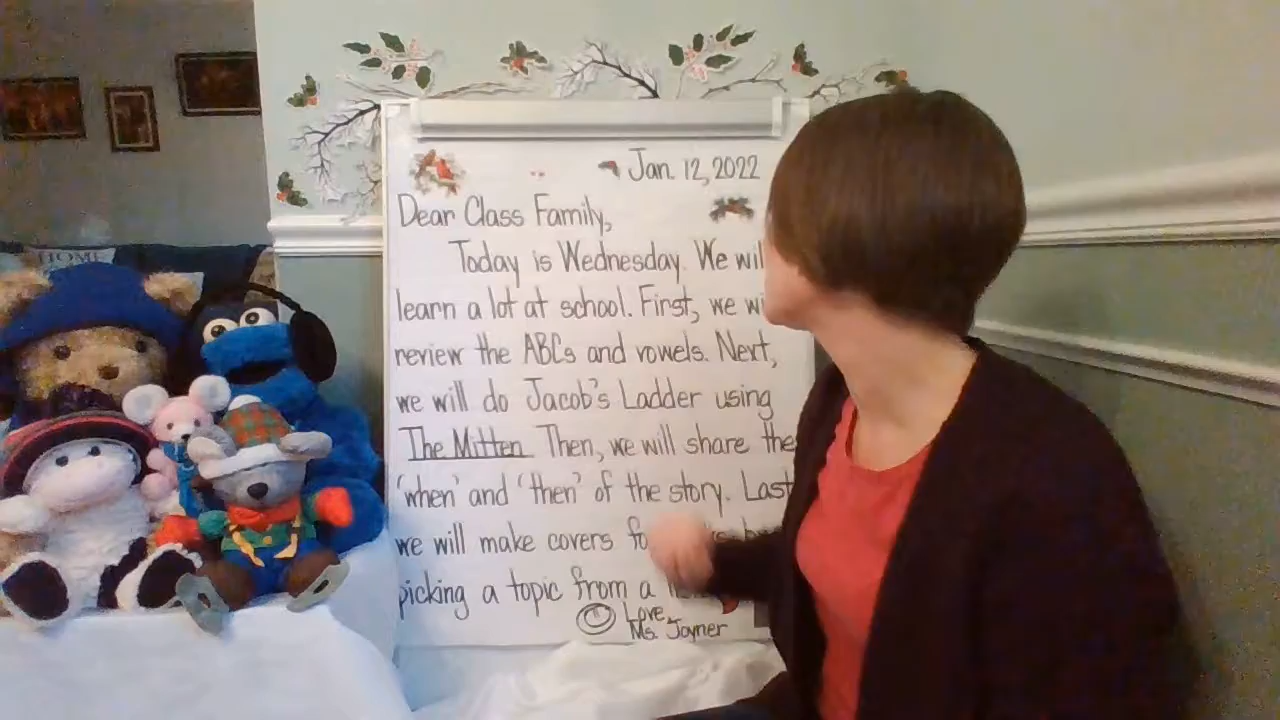 Jan. 12, 2022
Dear Class Family,
Today is Wednesday. We wil
learn a lot at school. First, we wi
review the ABCs and vowels. Next,
we will do Jacob's Ladder using
The Mitten. Then, we will share the
'when' and 'then' of the story. Last
we will make covers fo
picking a topic from a
Love,
Ms. Joyner
HOME